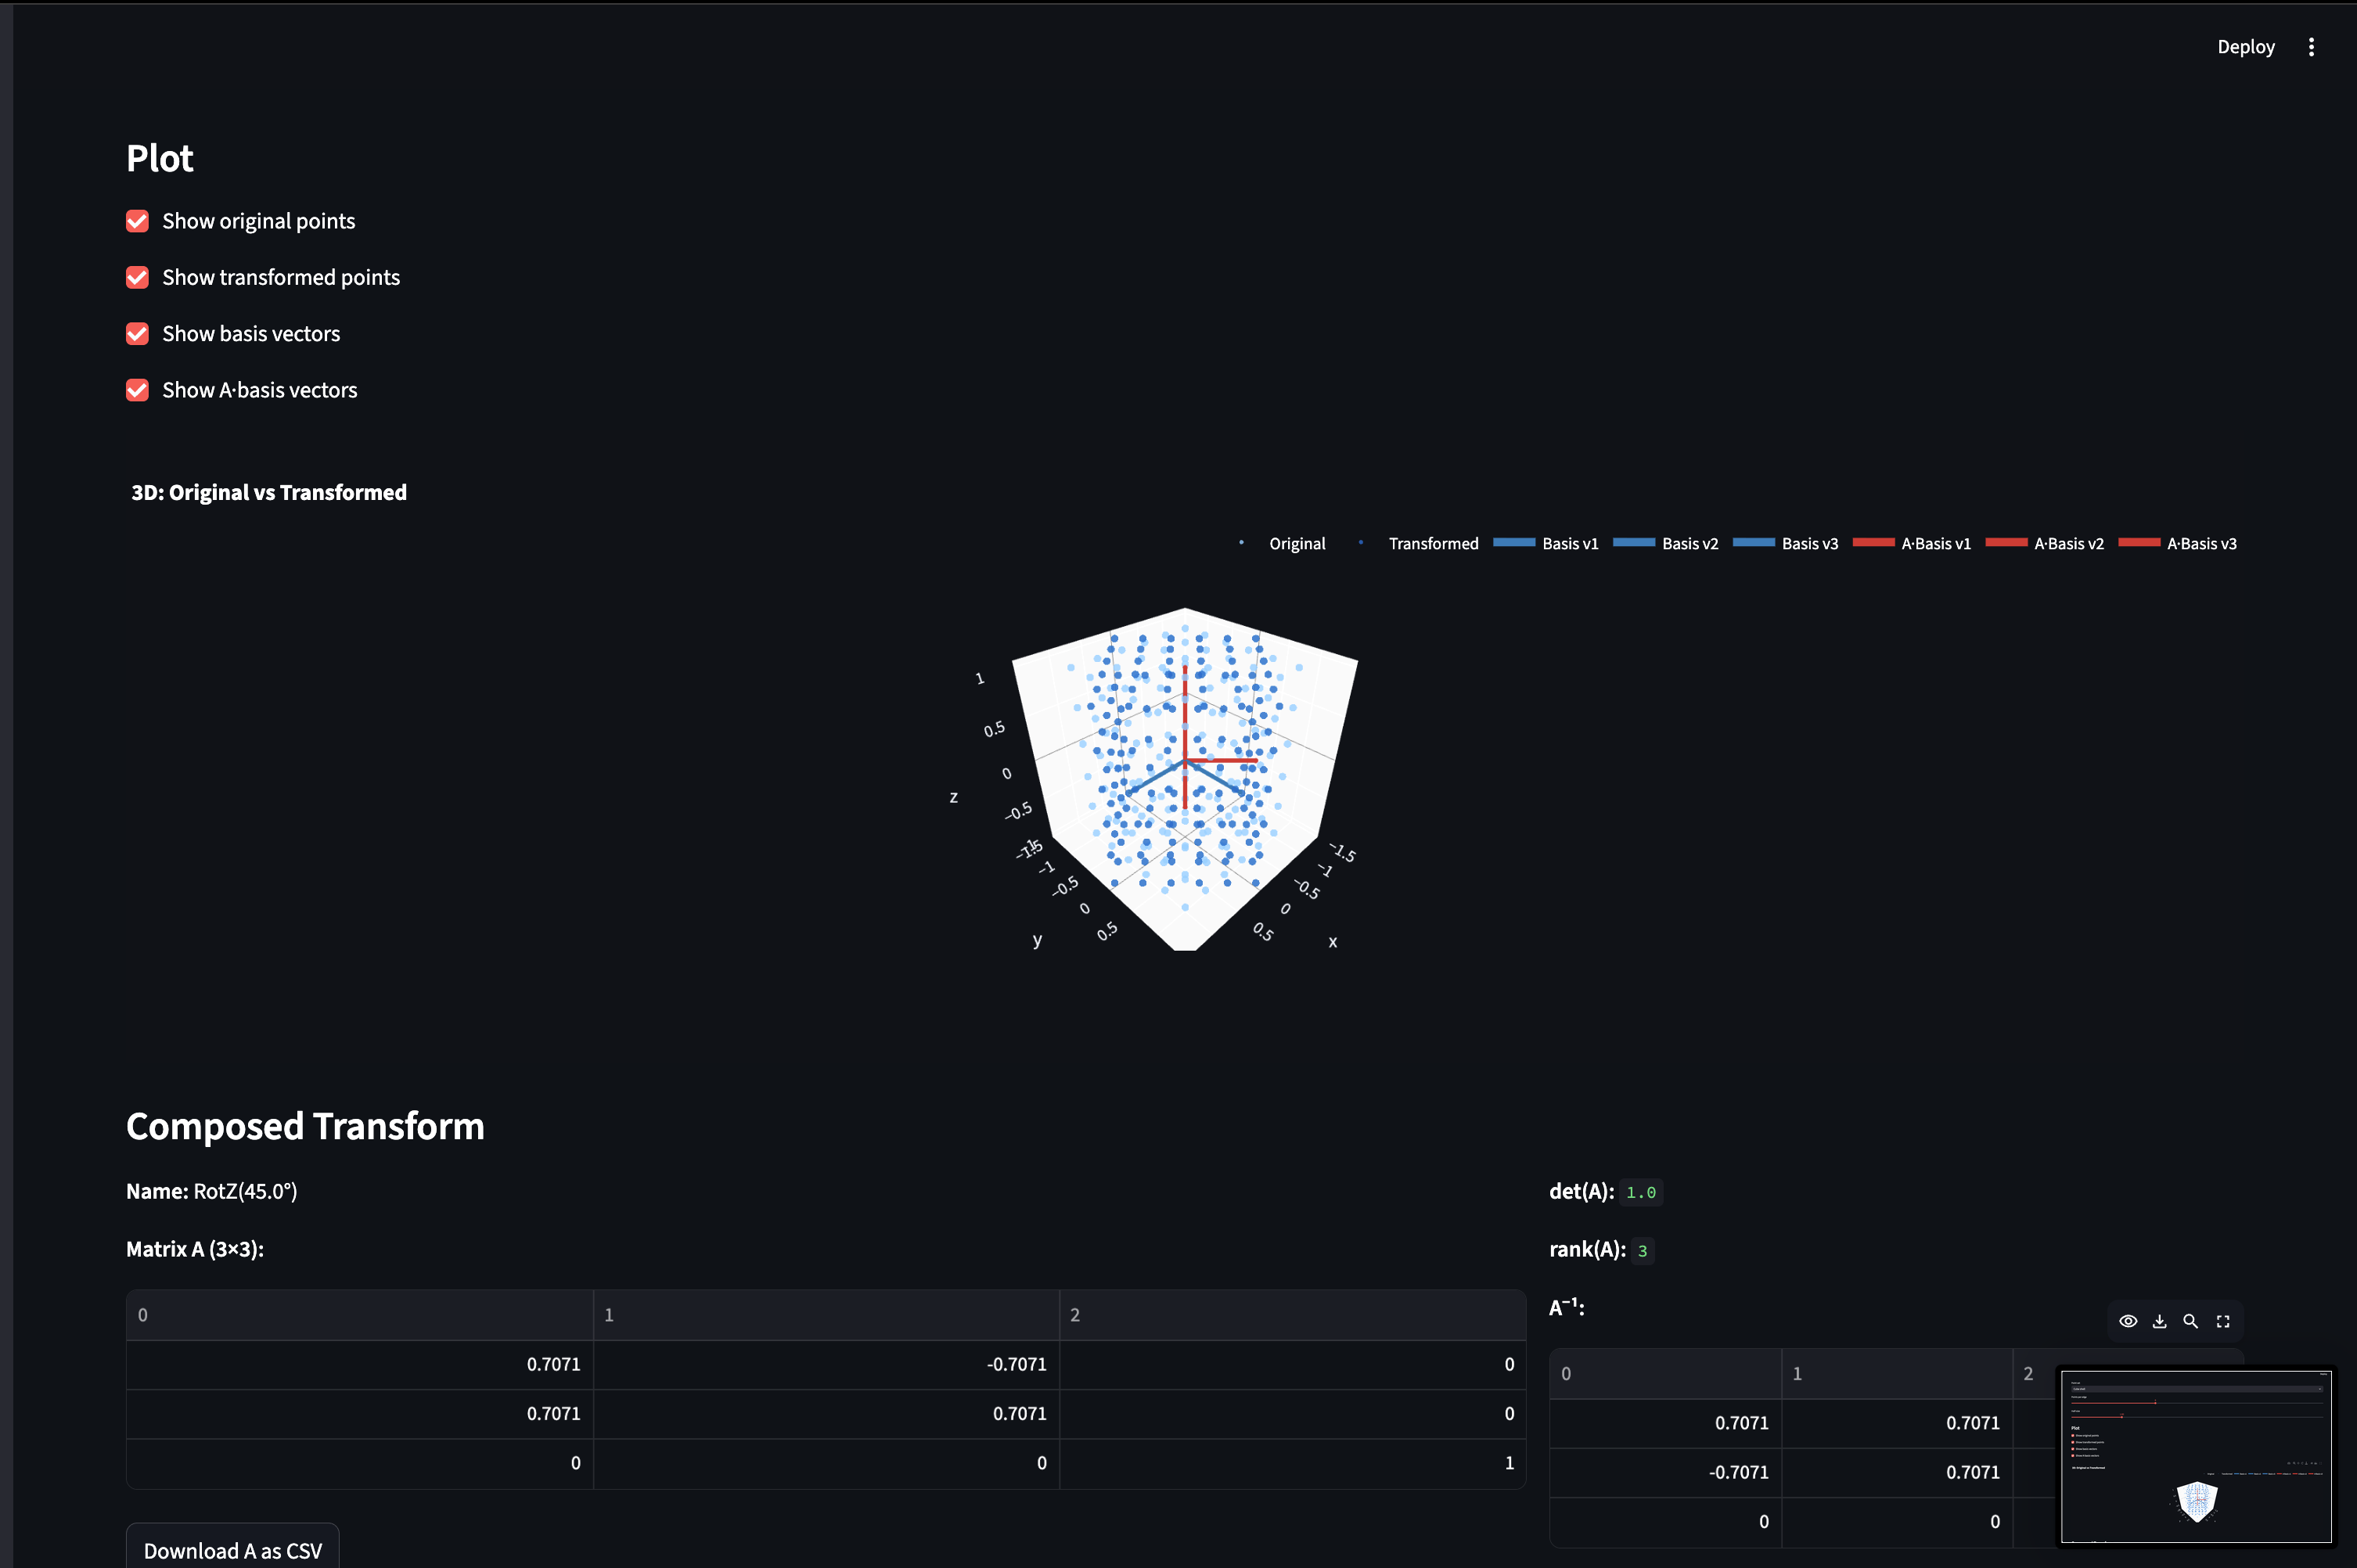 Deploy
Plot
Show original points
Show transformed points
Show basis vectors
Show A·basis vectors
3D: Original vs Transformed
Original Transformed Basis v1 Basis v2 Basis v3 A·Basis v1 A·Basis v2 A·Basis v3
1
0.5
0
z
−0.5
−1
−1.5
−1
−0.5
0
0.5
y
−1.5
−1
−0.5
0
0.5
x
Composed Transform
Name: RotZ(45.0°)
det(A): 1.0
Matrix A (3×3):
rank(A): 3
A⁻¹:
0 1 2
0.7071 -0.7071 0
0.7071 0.7071 0
0 0 1
0 1 2
0.7071 0.7071
-0.7071 0.7071
0 0
Download A as CSV
Plot